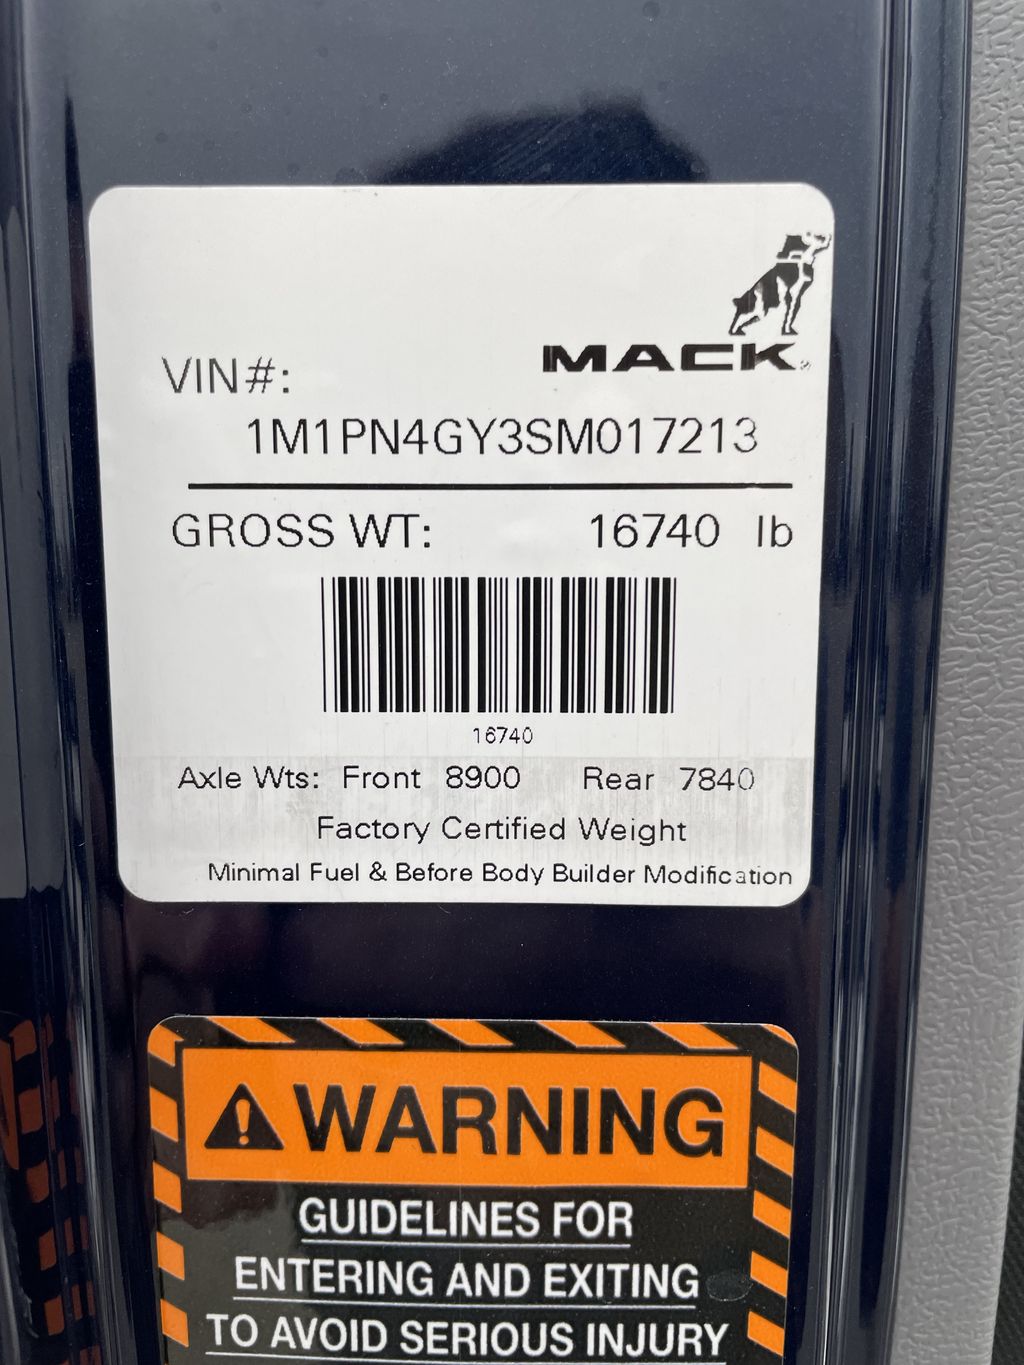 MACK
VIN#:
1M1PN4GY3SM017213
GROSS WT: 16740 lb
16740
Axle Wts: Front 8900 Rear 7840
Factory Certified Weight
Minimal Fuel & Before Body Builder Modification
WARNING
GUIDELINES FOR
ENTERING AND EXITING
TO AVOID SERIOUS INJURY